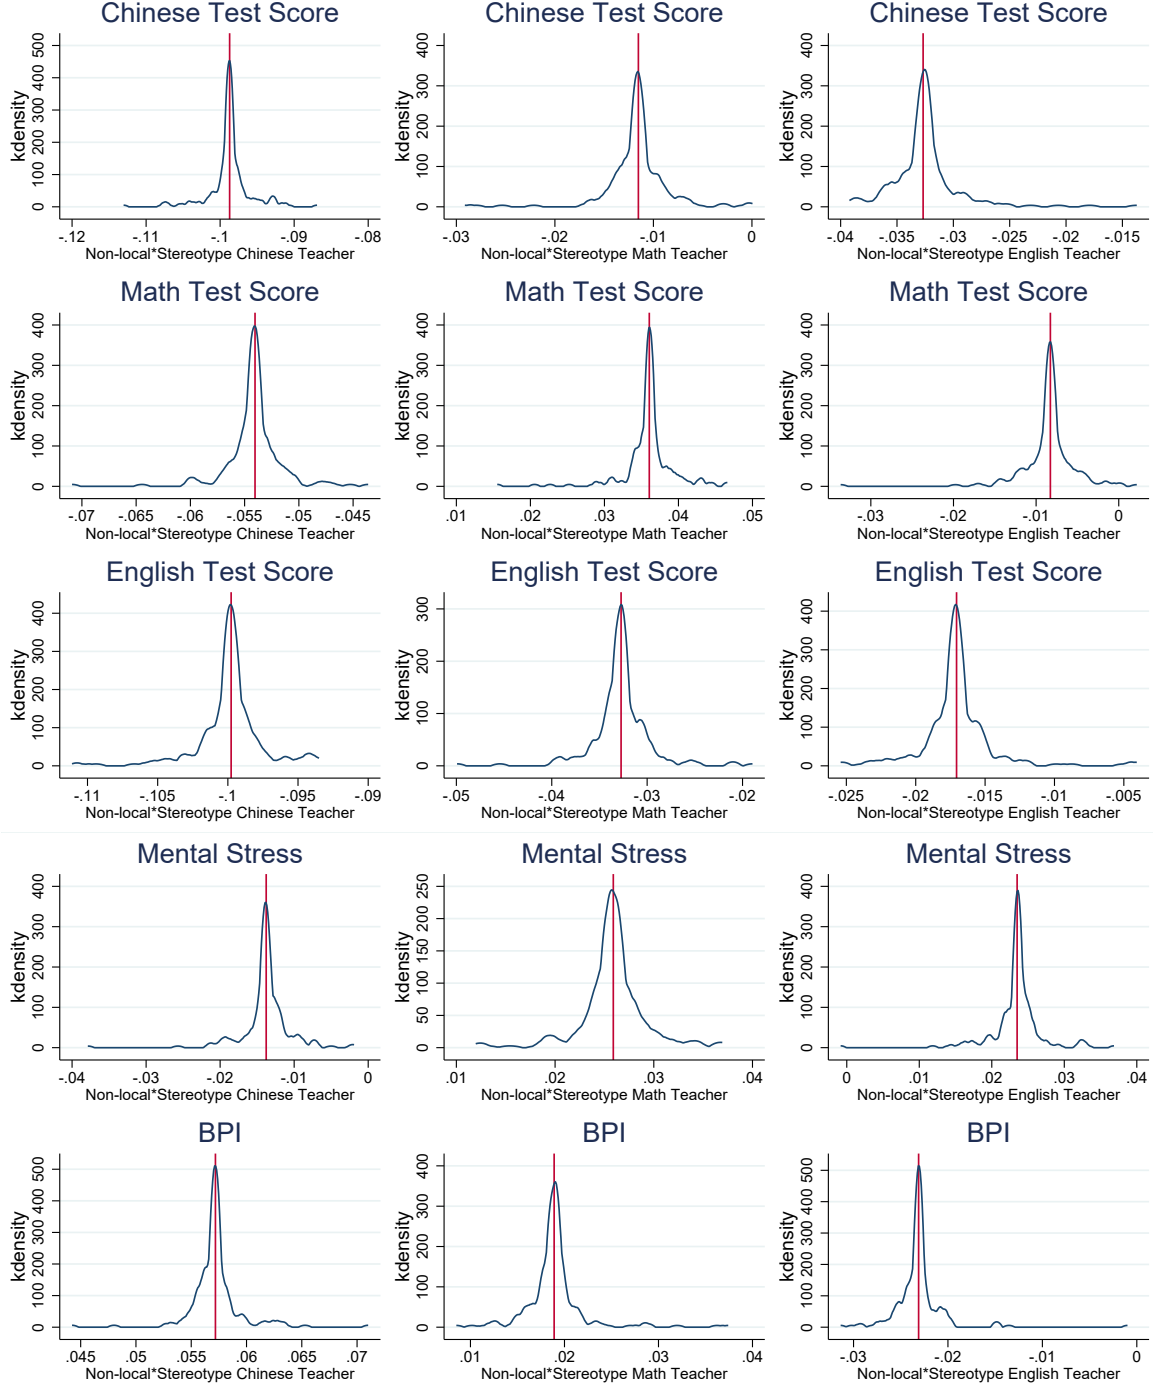 Chinese Test Score Chinese Test Score Chinese Test Score
kdensity kdensity kdensity
0 100 200 300 400 500
0 100 200 300 400
0 100 200 300 400
-.12 -.11 -.1 -.09 -.08
-.03 -.02 -.01 0
-.04 -.035 -.03 -.025 -.02 -.015
Non-local*Stereotype Chinese Teacher Non-local*Stereotype Math Teacher Non-local*Stereotype English Teacher
Math Test Score Math Test Score Math Test Score
kdensity kdensity kdensity
0 100 200 300 400
0 100 200 300 400
0 100 200 300 400
-.07 -.065 -.06 -.055 -.05 -.045
.01 .02 .03 .04 .05
-.03 -.02 -.01 0
Non-local*Stereotype Chinese Teacher Non-local*Stereotype Math Teacher Non-local*Stereotype English Teacher
English Test Score English Test Score English Test Score
kdensity kdensity kdensity
0 100 200 300 400
0 100 200 300
0 100 200 300 400
-.11 -.105 -.1 -.095 -.09
-.05 -.04 -.03 -.02
-.025 -.02 -.015 -.01 -.005
Non-local*Stereotype Chinese Teacher Non-local*Stereotype Math Teacher Non-local*Stereotype English Teacher
Mental Stress Mental Stress Mental Stress
kdensity kdensity kdensity
0 100 200 300 400
0 50 100 150 200 250
0 100 200 300 400
-.04 -.03 -.02 -.01 0
.01 .02 .03 .04
0 .01 .02 .03 .04
Non-local*Stereotype Chinese Teacher Non-local*Stereotype Math Teacher Non-local*Stereotype English Teacher
BPI BPI BPI
kdensity kdensity kdensity
0 100 200 300 400 500
0 100 200 300 400
0 100 200 300 400 500
.045 .05 .055 .06 .065 .07
.01 .02 .03 .04
-.03 -.02 -.01 0
Non-local*Stereotype Chinese Teacher Non-local*Stereotype Math Teacher Non-local*Stereotype English Teacher